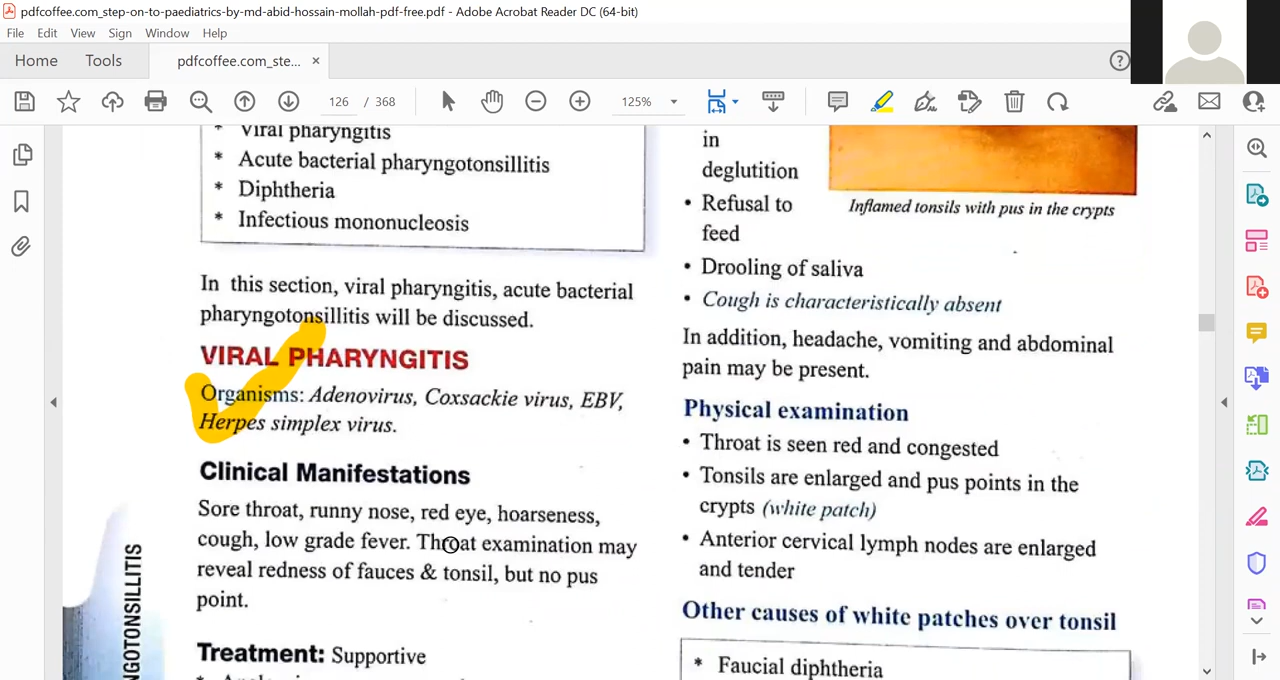 pdfcoffee.com_step-on-to-paediatrics-by-md-abid-hossain-mollah-pdf-free.pdf - Adobe Acrobat Reader DC (64-bit)
File Edit View Sign Window Help
Home Tools pdfcoffee.com_ste... ×
126 / 368 125%
* Viral pharyngitis
* Acute bacterial pharyngotonsillitis
* Diphtheria
* Infectious mononucleosis
In this section, viral pharyngitis, acute bacterial
pharyngotonsillitis will be discussed.
VIRAL PHARYNGITIS
Organisms: Adenovirus, Coxsackie virus, EBV,
Herpes simplex virus.
Clinical Manifestations
Sore throat, runny nose, red eye, hoarseness,
cough, low grade fever. Throat examination may
reveal redness of fauces & tonsil, but no pus
point.
Treatment: Supportive
NGOTONSILLITIS
in
deglutition
• Refusal to
feed
• Drooling of saliva
• Cough is characteristically absent
Inflamed tonsils with pus in the crypts
In addition, headache, vomiting and abdominal
pain may be present.
Physical examination
• Throat is seen red and congested
• Tonsils are enlarged and pus points in the
crypts (white patch)
• Anterior cervical lymph nodes are enlarged
and tender
Other causes of white patches over tonsil
* Faucial diphtheria